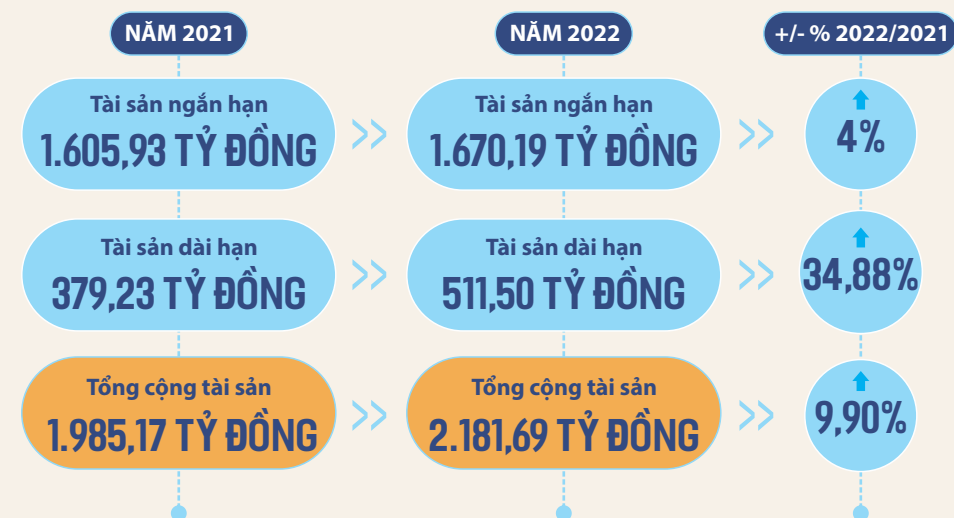 NĂM 2021
NĂM 2022
+/- % 2022/2021
Tài sản ngắn hạn
1.605,93 TỶ ĐỒNG
Tài sản ngắn hạn
1.670,19 TỶ ĐỒNG
4%
Tài sản dài hạn
379,23 TỶ ĐỒNG
Tài sản dài hạn
511,50 TỶ ĐỒNG
34,88%
Tổng cộng tài sản
1.985,17 TỶ ĐỒNG
Tổng cộng tài sản
2.181,69 TỶ ĐỒNG
9,90%